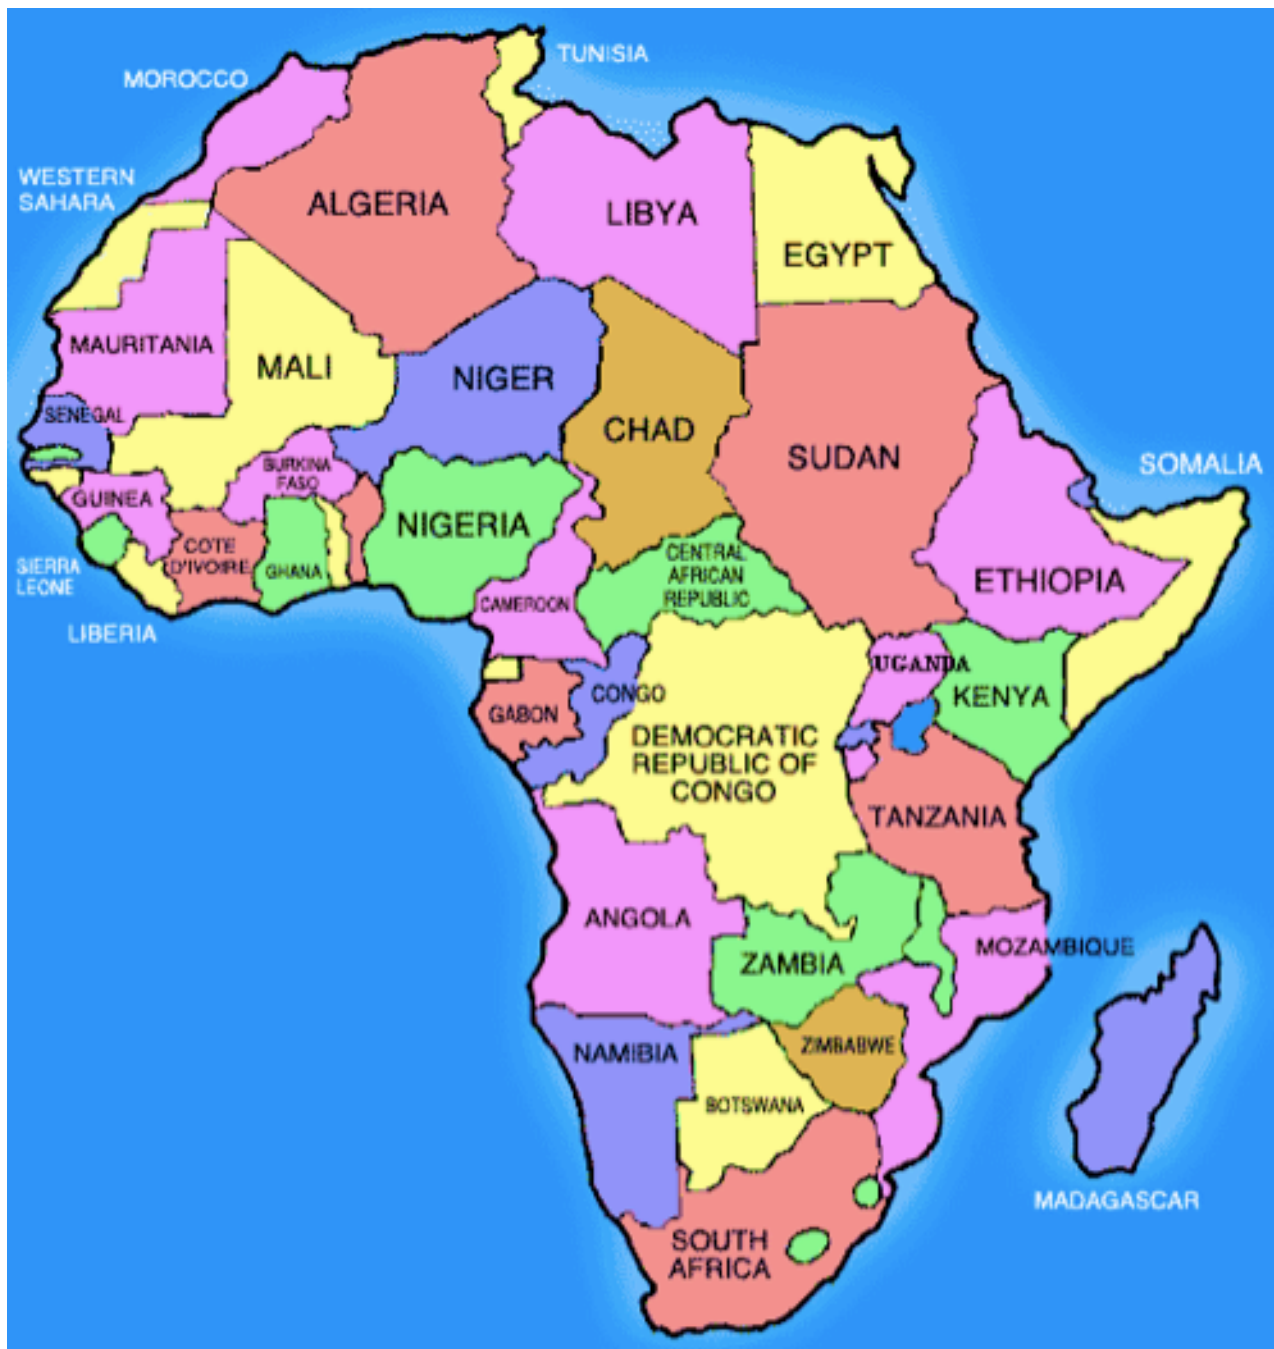 TUNISIA
MOROCCO
WESTERN
SAHARA
ALGERIA
LIBYA
EGYPT
MAURITANIA
MALI
NIGER
CHAD
SUDAN
SENEGAL
BURKINA
FASO
GUINEA
NIGERIA
SOMALIA
SIERRA
LEONE
COTE
D'IVOIRE
GHANA
CENTRAL
AFRICAN
REPUBLIC
ETHIOPIA
LIBERIA
CAMEROON
UGANDA
KENYA
GABON
CONGO
DEMOCRATIC
REPUBLIC OF
CONGO
TANZANIA
ANGOLA
ZAMBIA
MOZAMBIQUE
NAMIBIA
ZIMBABWE
BOTSWANA
MADAGASCAR
SOUTH
AFRICA